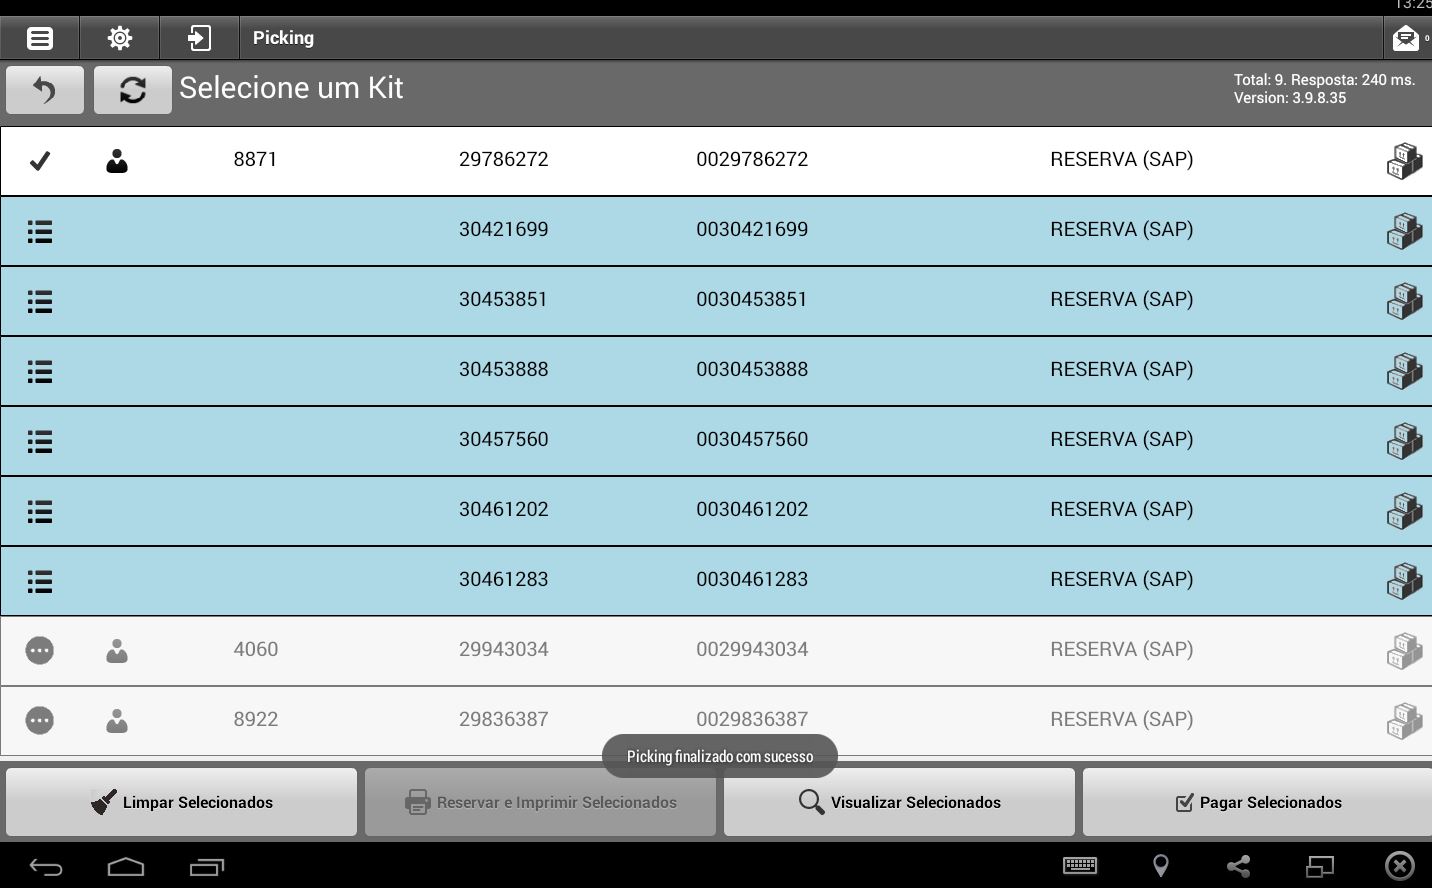 13:25
Picking
0
Selecione um Kit
Total: 9. Resposta: 240 ms.
Version: 3.9.8.35
8871 29786272 0029786272 RESERVA (SAP)
30421699 0030421699 RESERVA (SAP)
30453851 0030453851 RESERVA (SAP)
30453888 0030453888 RESERVA (SAP)
30457560 0030457560 RESERVA (SAP)
30461202 0030461202 RESERVA (SAP)
30461283 0030461283 RESERVA (SAP)
4060 29943034 0029943034 RESERVA (SAP)
8922 29836387 0029836387 RESERVA (SAP)
Picking finalizado com sucesso
Limpar Selecionados Reservar e Imprimir Selecionados Visualizar Selecionados Pagar Selecionados